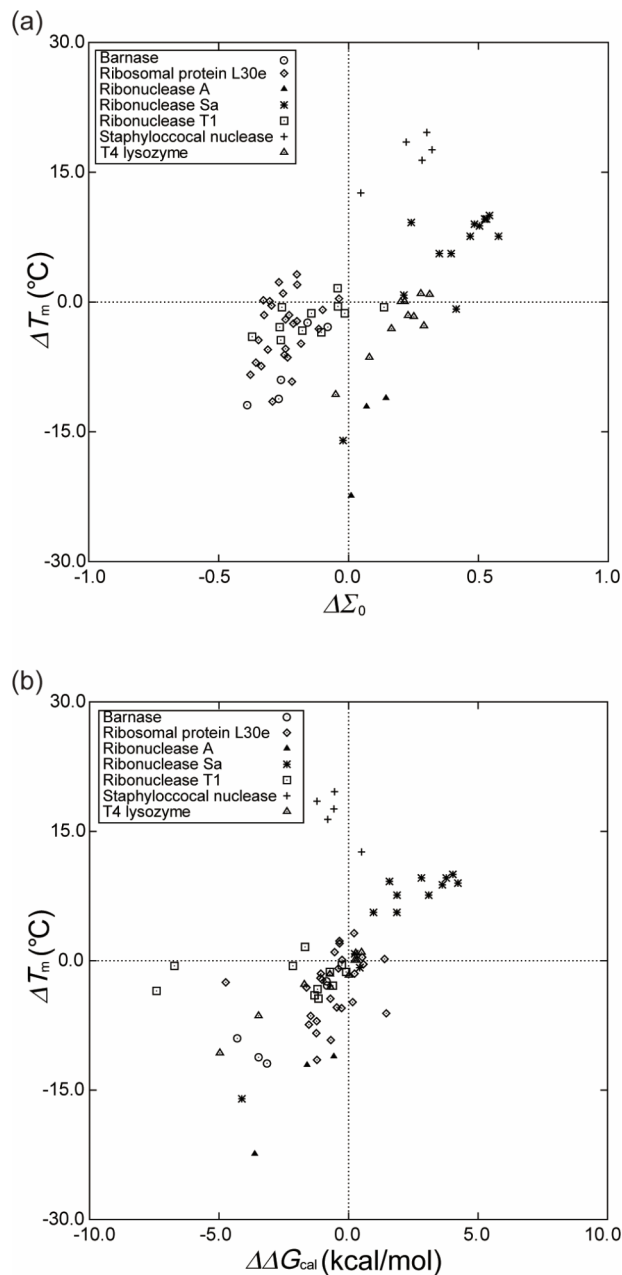 (a)
30.0
Barnase
Ribosomal protein L30e
Ribonuclease A
Ribonuclease Sa
Ribonuclease T1
Staphyloccocal nuclease
T4 lysozyme
15.0
0.0
-15.0
-30.0
ΔTm (°C)
-1.0 -0.5 0.0 0.5 1.0
ΔΣ0
(b)
30.0
Barnase
Ribosomal protein L30e
Ribonuclease A
Ribonuclease Sa
Ribonuclease T1
Staphyloccocal nuclease
T4 lysozyme
15.0
0.0
-15.0
-30.0
ΔTm (°C)
-10.0 -5.0 0.0 5.0 10.0
ΔΔGcal (kcal/mol)